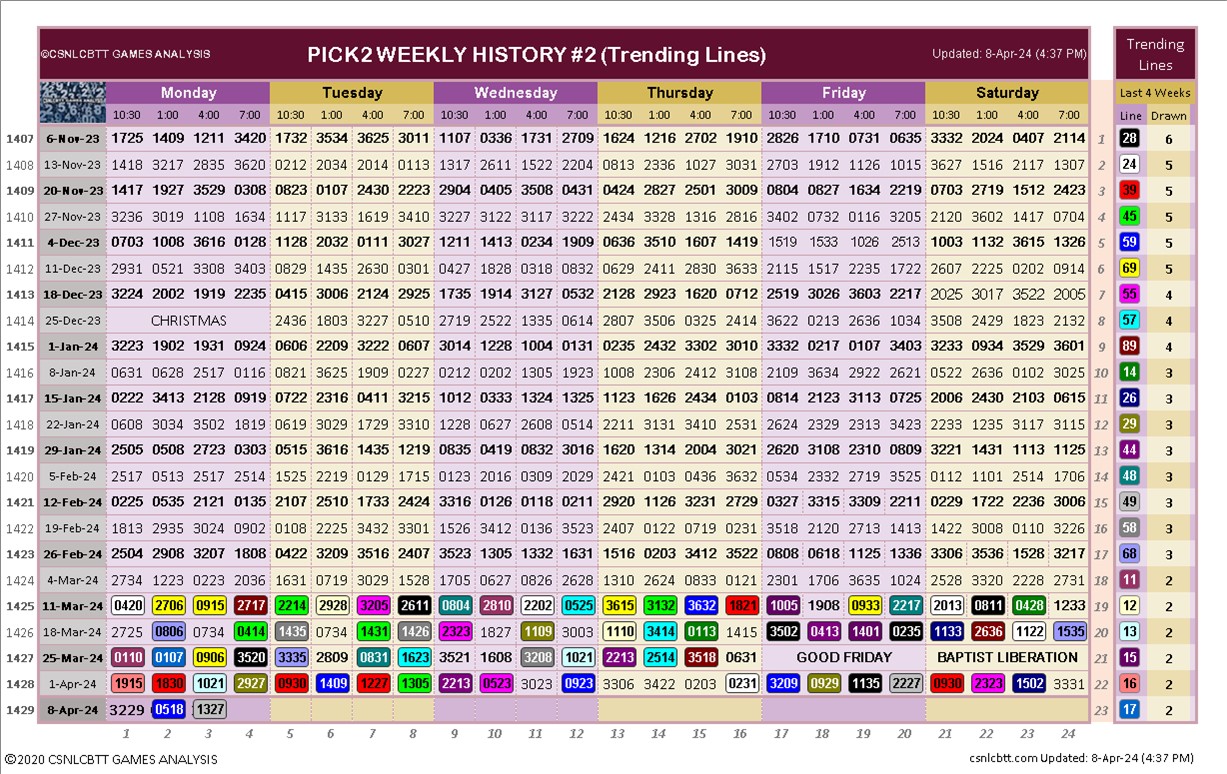 Trending
©CSNLCBTT GAMES ANALYSIS PICK2 WEEKLY HISTORY #2 (Trending Lines) Updated: 8-Apr-24 (4:37 PM)
Lines
Monday Tuesday Wednesday Thursday Friday Saturday Last 4 Weeks
10:30 1:00 4:00 7:00 10:30 1:00 4:00 7:00 10:30 1:00 4:00 7:00 10:30 1:00 4:00 7:00 10:30 1:00 4:00 7:00 10:30 1:00 4:00 7:00 Line Drawn
1407 6-Nov-23 1725 1409 1211 3420 1732 3534 3625 3011 1107 0336 1731 2709 1624 1216 2702 1910 2826 1710 0731 0635 3332 2024 0407 2114 1 28 6
1408 13-Nov-23 1418 3217 2835 3620 0212 2034 2014 0113 1317 2611 1522 2204 0813 2336 1027 3031 2703 1912 1126 1015 3627 1516 2117 1307 2 24 5
1409 20-Nov-23 1417 1927 3529 0308 0823 0107 2430 2223 2904 0405 3508 0431 0424 2827 2501 3009 0804 0827 1634 2219 0703 2719 1512 2423 3 39 5
1410 27-Nov-23 3236 3019 1108 1634 1117 3133 1619 3410 3227 3122 3117 3222 2434 3328 1316 2816 3402 0732 0116 3205 2120 3602 1417 0704 4 45 5
1411 4-Dec-23 0703 1008 3616 0128 1128 2032 0111 3027 1211 1413 0234 1909 0636 3510 1607 1419 1519 1533 1026 2513 1003 1132 3615 1326 5 59 5
1412 11-Dec-23 2931 0521 3308 3403 0829 1435 2630 0301 0427 1828 0318 0832 0629 2411 2830 3633 2115 1517 2235 1722 2607 2225 0202 0914 6 69 5
1413 18-Dec-23 3224 2002 1919 2235 0415 3006 2124 2925 1735 1914 3127 0532 2128 2923 1620 0712 2519 3026 3603 2217 2025 3017 3522 2005 7 55 4
1414 25-Dec-23 CHRISTMAS 2436 1803 3227 0510 2719 2522 1335 0614 2807 3506 0325 2414 3622 0213 2636 1034 3508 2429 1823 2132 8 57 4
1415 1-Jan-24 3223 1902 1931 0924 0606 2209 3222 0607 3014 1228 1004 0131 0235 2432 3302 3010 3332 0217 0107 3403 3233 0934 3529 3601 9 89 4
1416 8-Jan-24 0631 0628 2517 0116 0821 3625 1909 0227 0212 0202 1305 1923 1008 2306 2412 3108 2109 3634 2922 2621 0522 2636 0102 3025 10 14 3
1417 15-Jan-24 0222 3413 2128 0919 0722 2316 0411 3215 1012 0333 1324 1325 1123 1626 2434 0103 0814 2123 3113 0725 2006 2430 2103 0615 11 26 3
1418 22-Jan-24 0608 3034 3502 1819 0619 3029 1729 3310 1228 0627 2608 0514 2211 3131 3410 2531 2624 2329 2313 3423 2233 1235 3117 3115 12 29 3
1419 29-Jan-24 2505 0508 2723 0303 0515 3616 1435 1211 0835 0419 0832 3016 1620 1314 2004 3021 2620 3108 2310 0809 3221 1431 1113 1125 13 44 3
1420 5-Feb-24 2517 0513 2517 2514 1525 2219 0129 1711 0123 2016 0309 2029 2421 0103 0436 3632 0534 2332 2719 3525 0112 1101 2514 1706 14 48 3
1421 12-Feb-24 0225 0535 2121 0135 2107 2510 1733 2424 3316 0126 0118 0211 2920 1126 3231 2729 0327 3315 3309 2211 0229 1722 2236 3006 15 49 3
1422 19-Feb-24 1813 2935 3024 0902 0108 2225 3432 3301 1526 3412 0136 3523 2407 0122 0719 0231 3518 2120 2713 1413 1422 3008 0110 3226 16 58 3
1423 26-Feb-24 2504 2908 3207 1808 0422 3209 3516 2407 3523 1305 1332 1631 1516 0203 3412 3522 0808 0618 1125 1336 3306 3536 1528 3217 17 68 3
1424 4-Mar-24 2734 1223 0223 2036 1631 0719 3029 1528 1705 0627 0826 2628 1310 2624 0833 0121 2301 1706 3635 1024 2528 3320 2228 2731 18 11 2
1425 11-Mar-24 0420 2706 0915 2717 2214 2928 3205 2611 0804 2810 2202 0525 3615 3132 3632 1821 1005 1908 0933 2217 2013 0811 0428 1233 19 12 2
1426 18-Mar-24 2725 0806 0734 0414 1435 0734 1431 1426 2323 1827 1109 3003 1110 3414 0113 1415 3502 0413 1401 0235 1133 2636 1122 1535 20 13 2
1427 25-Mar-24 0110 0107 0906 3520 3335 2809 0831 1623 3521 1608 3208 1021 2213 2514 3518 0631 GOOD FRIDAY BAPTIST LIBERATION 21 15 2
1428 1-Apr-24 1915 1830 1021 2927 0930 1409 1227 1305 2213 0523 3023 0923 3306 3422 0203 0231 3209 0929 1135 2227 0930 2323 1502 3331 22 16 2
1429 8-Apr-24 3229 0518 1327 23 17 2
1 2 3 4 5 6 7 8 9 10 11 12 13 14 15 16 17 18 19 20 21 22 23 24
©2020 CSNLCBTT GAMES ANALYSIS csnlcbtt.com Updated: 8-Apr-24 (4:37 PM)